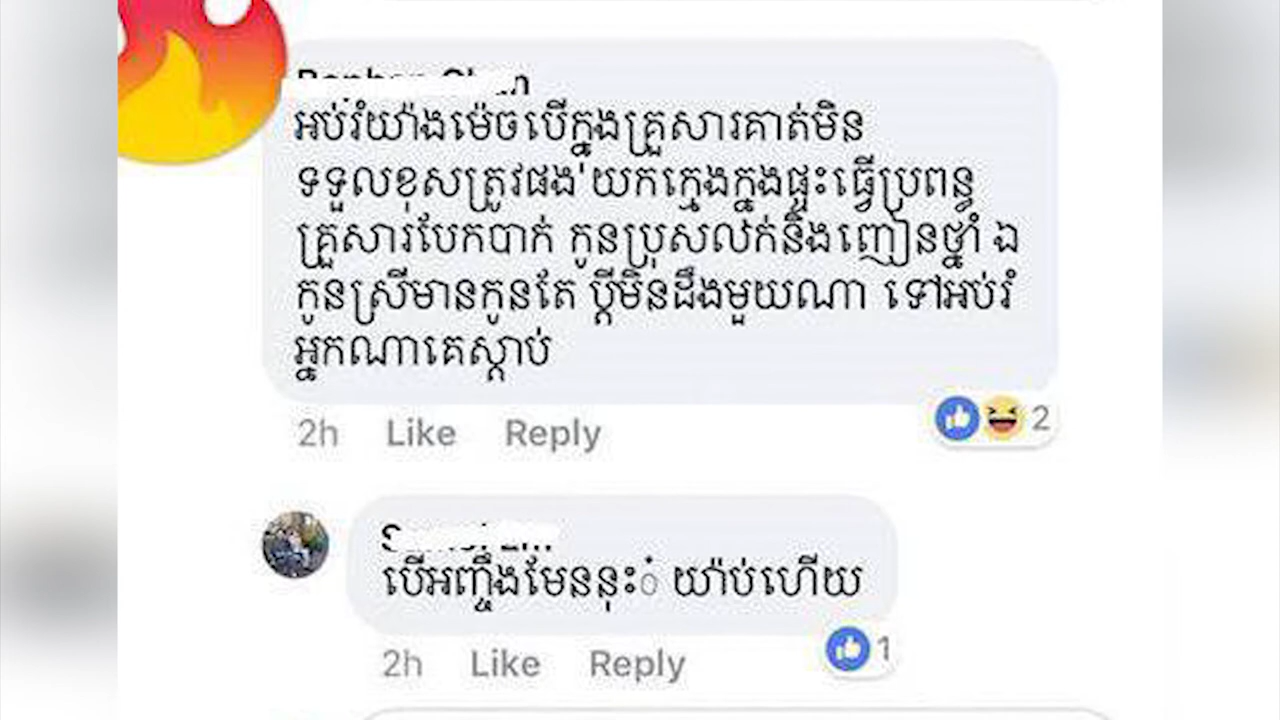 អប់រំយ៉ាងម៉េចបើក្នុងគ្រួសារគាត់មិន
ទទួលខុសត្រូវផង យកក្មេងក្នុងផ្ទះធ្វើប្រពន្ធ
គ្រួសារបែកបាក់ កូនប្រុសលក់នឹងញៀនថ្នាំ ឯ
កូនស្រីមានកូនតែ ប្ដីមិនដឹងមួយណា ទៅអប់រំ
អ្នកណាគេស្ដាប់
2h Like Reply 2
បើអញ្ចឹងមែននុះ ំ យ៉ាប់ហើយ
2h Like Reply 1